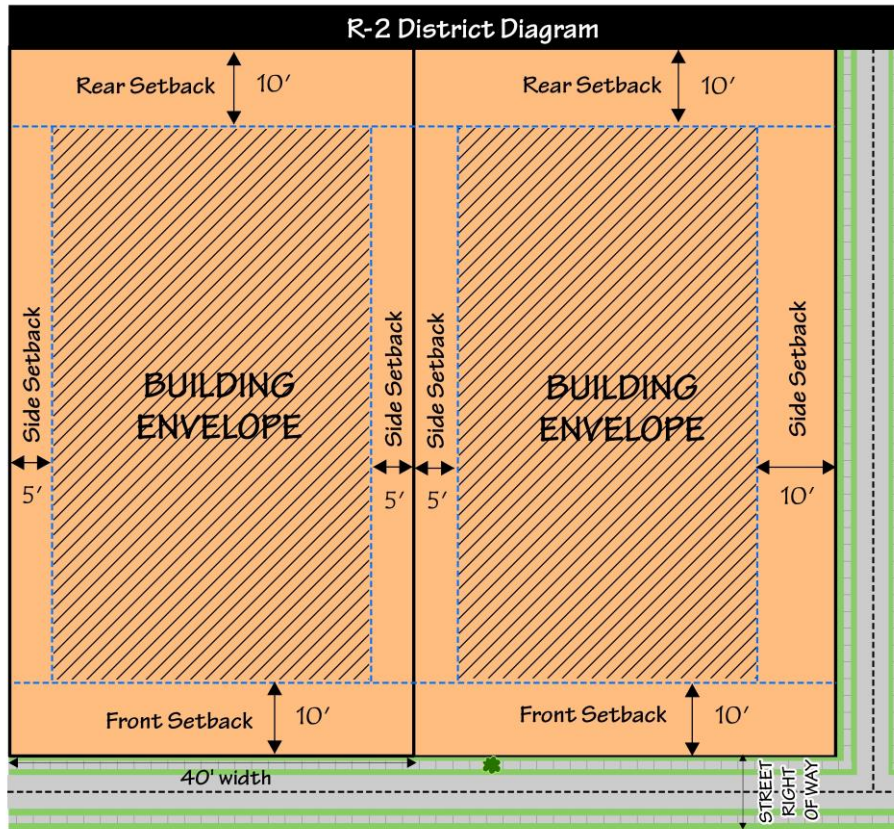 R-2 District Diagram
Rear Setback 10'
Rear Setback 10'
Side Setback
5'
BUILDING
ENVELOPE
Side Setback
5'
Side Setback
5'
BUILDING
ENVELOPE
Side Setback
10'
Front Setback 10'
Front Setback 10'
40' width
STREET
RIGHT
OF WAY